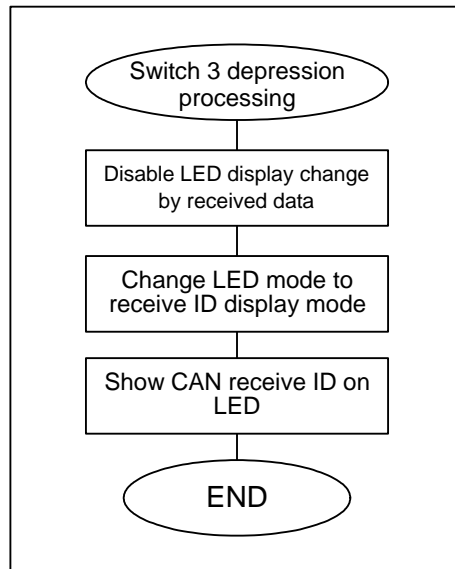 Switch 3 depression
processing
Disable LED display change
by received data
Change LED mode to
receive ID display mode
Show CAN receive ID on
LED
END